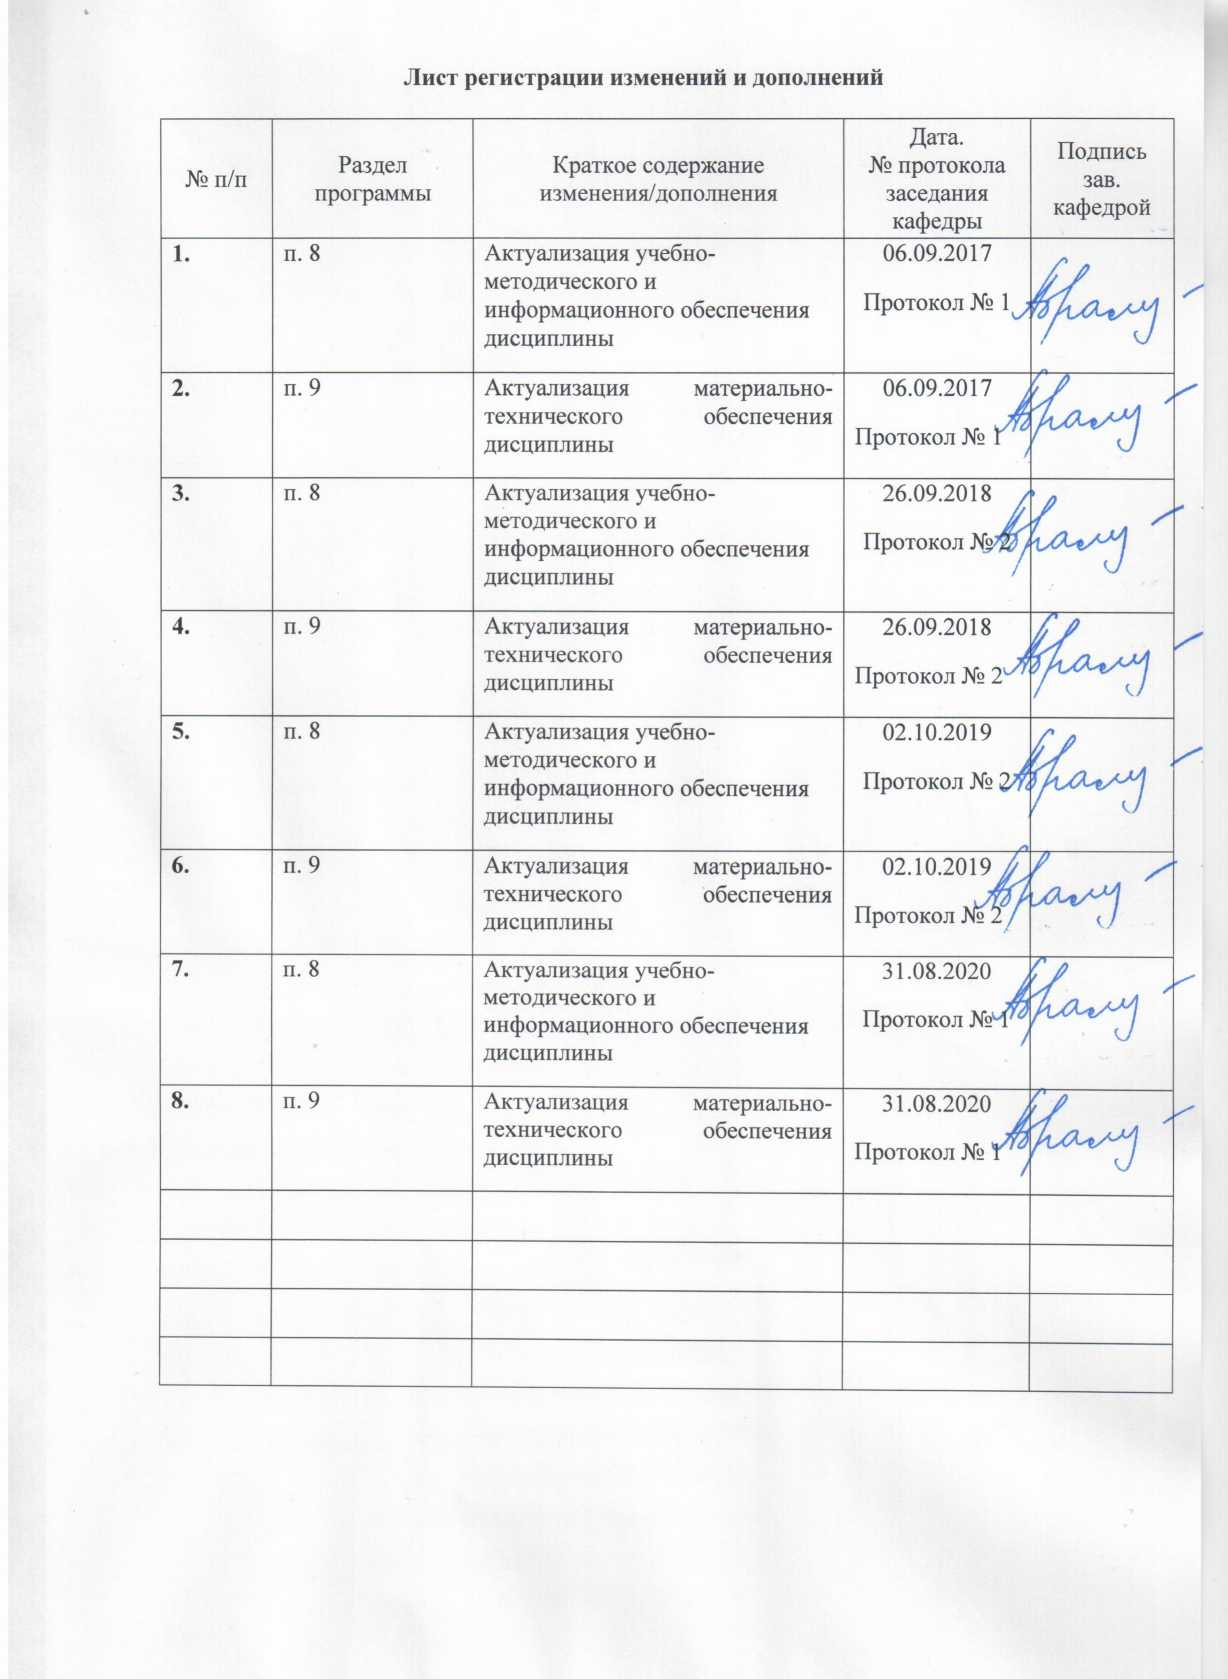 Лист регистрации изменений и дополнений
№ п/п
Раздел
программы
Краткое содержание
изменения/дополнения
Дата.
№ протокола
заседания
кафедры
Подпись
зав.
кафедрой
1.
п. 8
Актуализация учебно-
методического и
информационного обеспечения
дисциплины
06.09.2017
Протокол № 1
2.
п. 9
Актуализация материально-
технического обеспечения
дисциплины
06.09.2017
Протокол № 1
3.
п. 8
Актуализация учебно-
методического и
информационного обеспечения
дисциплины
26.09.2018
Протокол № 2
4.
п. 9
Актуализация материально-
технического обеспечения
дисциплины
26.09.2018
Протокол № 2
5.
п. 8
Актуализация учебно-
методического и
информационного обеспечения
дисциплины
02.10.2019
Протокол № 2
6.
п. 9
Актуализация материально-
технического обеспечения
дисциплины
02.10.2019
Протокол № 2
7.
п. 8
Актуализация учебно-
методического и
информационного обеспечения
дисциплины
31.08.2020
Протокол № 1
8.
п. 9
Актуализация материально-
технического обеспечения
дисциплины
31.08.2020
Протокол № 1